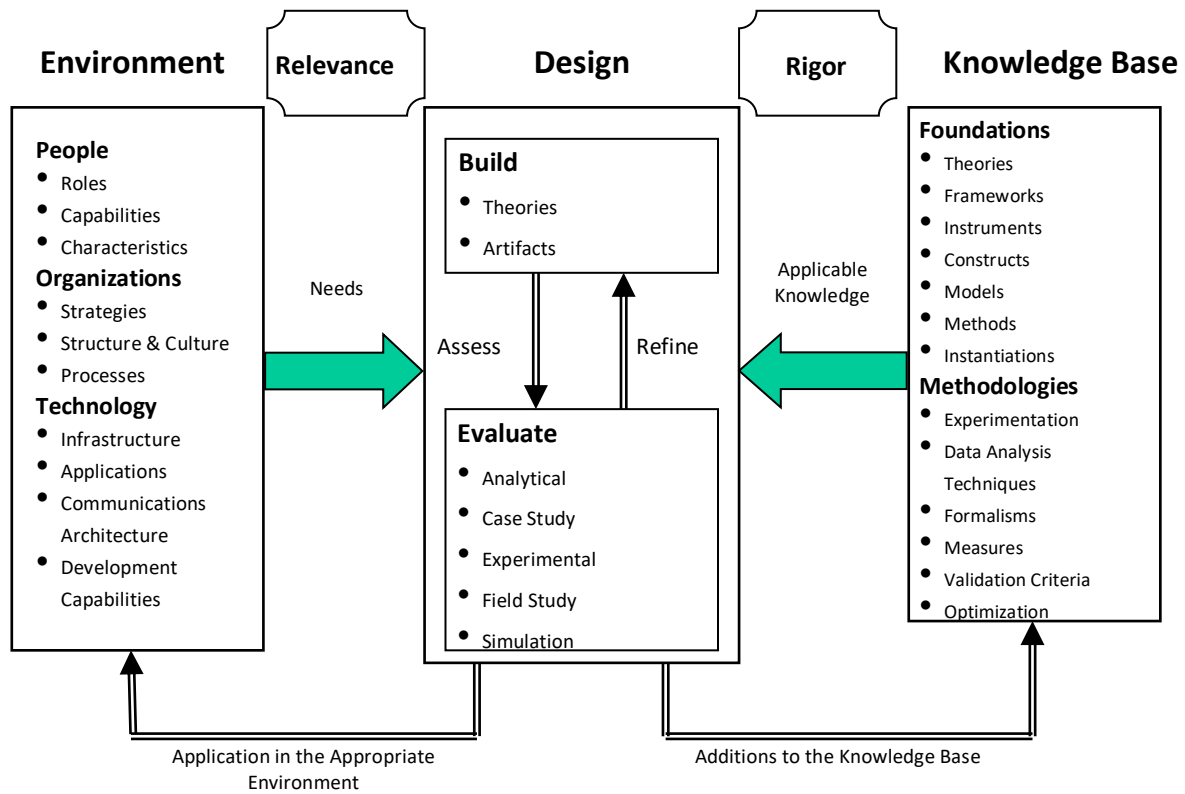 Environment
Relevance
Design
Rigor
Knowledge Base
People
Roles
Capabilities
Characteristics
Organizations
Strategies
Structure & Culture
Processes
Technology
Infrastructure
Applications
Communications
Architecture
Development
Capabilities
Needs
Build
Theories
Artifacts
Assess
Refine
Evaluate
Analytical
Case Study
Experimental
Field Study
Simulation
Applicable
Knowledge
Foundations
Theories
Frameworks
Instruments
Constructs
Models
Methods
Instantiations
Methodologies
Experimentation
Data Analysis
Techniques
Formalisms
Measures
Validation Criteria
Optimization
Application in the Appropriate
Environment
Additions to the Knowledge Base